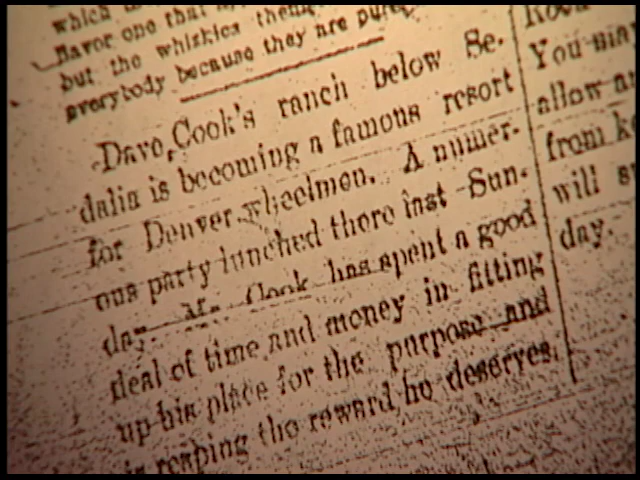 which
flavor one that
but the whiskies
everybody because they are pure
Dave Cook's ranch below Se-
dalia is becoming a famous resort
for Denver wheelmen. A numer-
ous party lunched there last Sun-
day. Mr. Cook has spent a good
deal of time and money in fitting
up his place for the purpose and
is reaping the reward he deserves.
You may
allow
from
will
day.